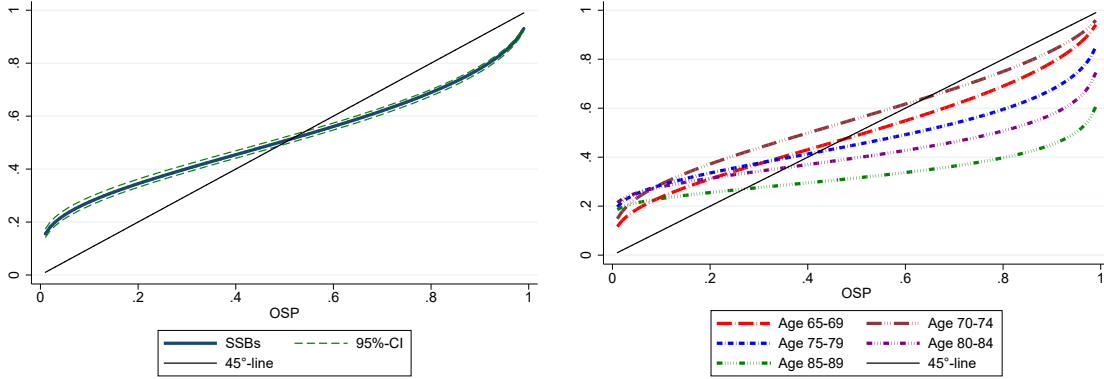 1
.8
.6
.4
.2
0
0 .2 .4 .6 .8 1
OSP
SSBs 95%-CI
45°-line
1
.8
.6
.4
.2
0
0 .2 .4 .6 .8 1
OSP
Age 65-69 Age 70-74
Age 75-79 Age 80-84
Age 85-89 45°-line